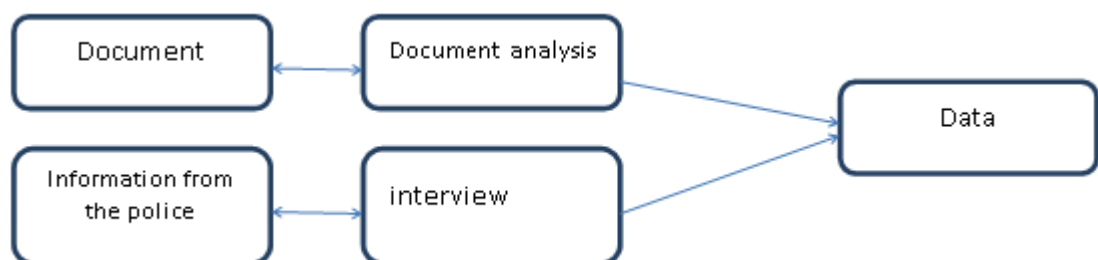 Document
Document analysis
Data
Information from
the police
interview